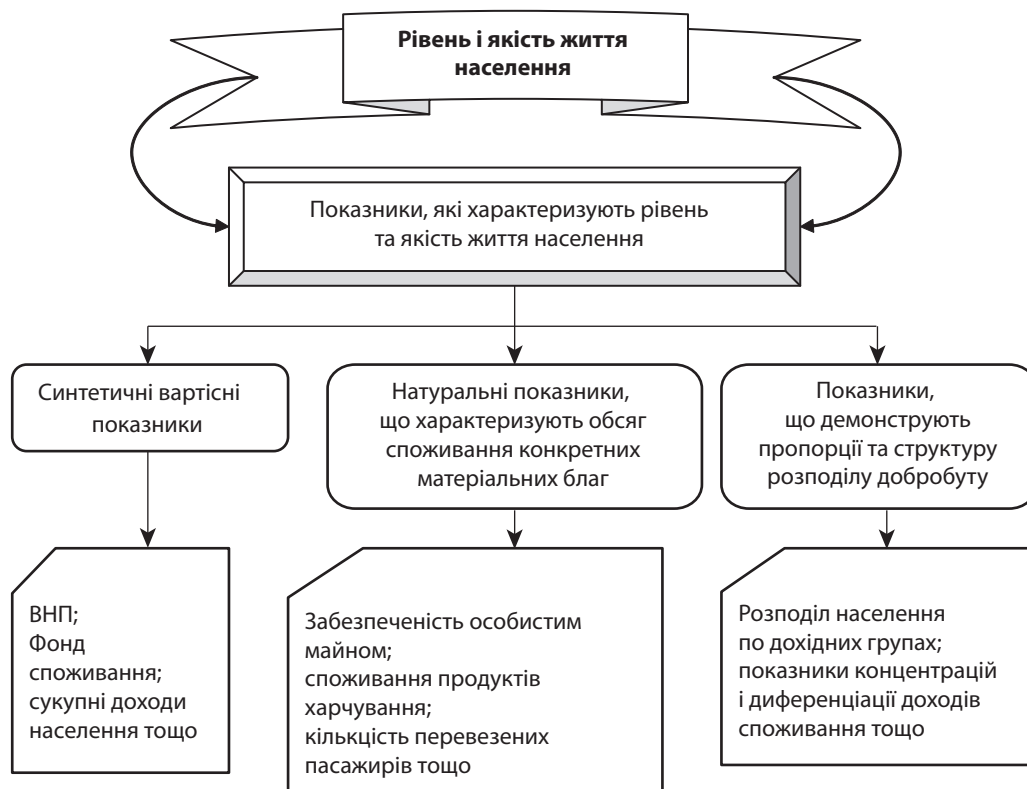 Рівень і якість життя
населення
Показники, які характеризують рівень
та якість життя населення
Синтетичні вартісні
показники
Натуральні показники,
що характеризують обсяг
споживання конкретних
матеріальних благ
Показники,
що демонструють
пропорції та структуру
розподілу добробуту
ВНП;
Фонд
споживання;
сукупні доходи
населення тощо
Забезпеченість особистим
майном;
споживання продуктів
харчування;
кількцість перевезених
пасажирів тощо
Розподіл населення
по дохідних групах;
показники концентрацій
і диференціації доходів
споживання тощо